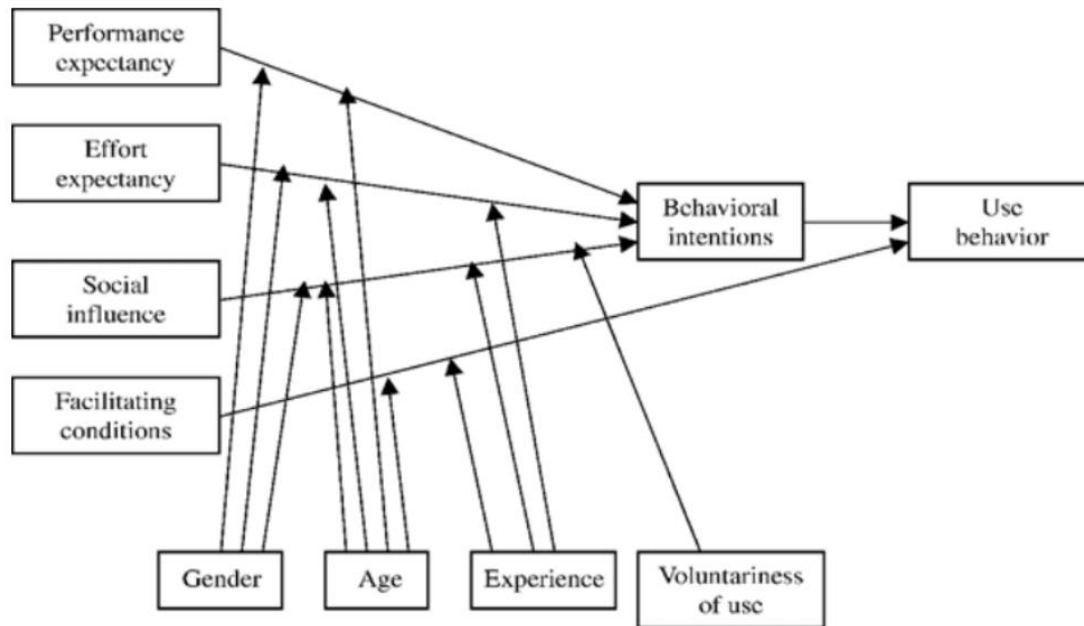 Performance
expectancy
Effort
expectancy
Social
influence
Facilitating
conditions
Behavioral
intentions
Use
behavior
Gender
Age
Experience
Voluntariness
of use